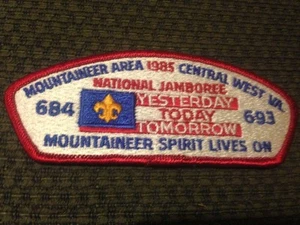 MOUNTAINEER AREA 1985 CENTRAL WEST VA.
NATIONAL JAMBOREE
684 YESTERDAY 693
TODAY
TOMORROW
MOUNTAINEER SPIRIT LIVES ON